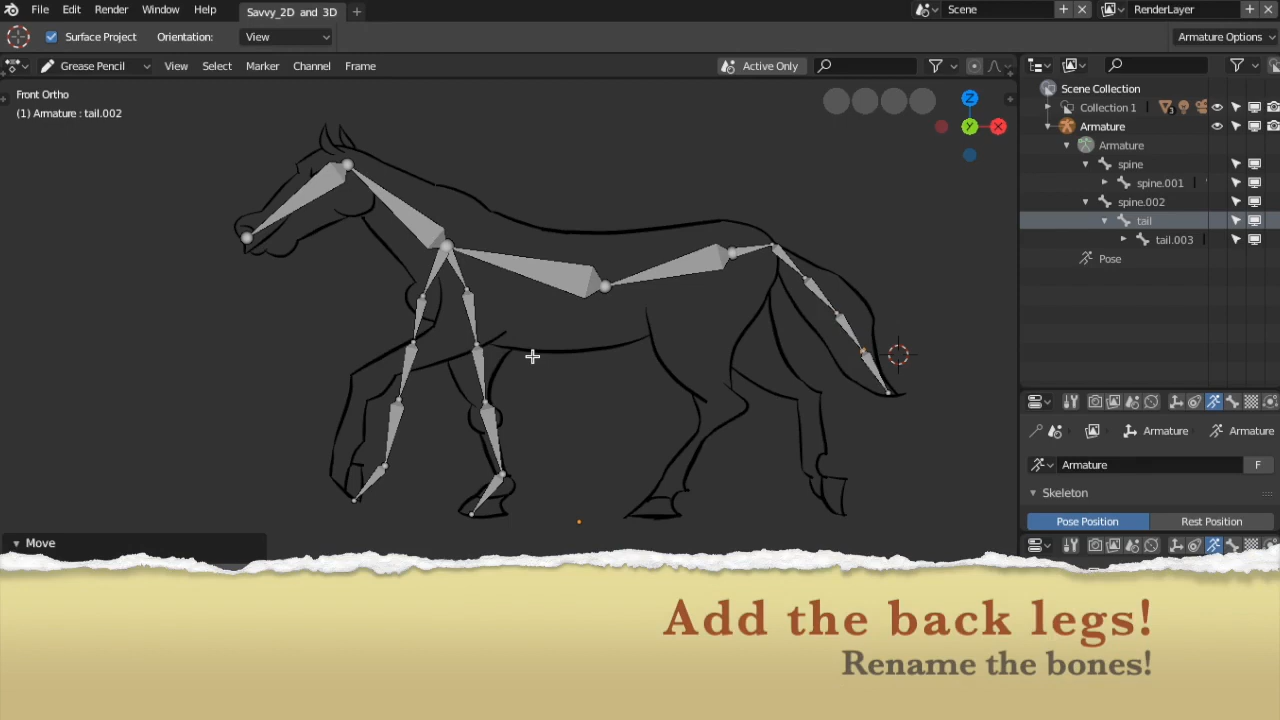 File Edit Render Window Help Savvy_2D and 3D Scene RenderLayer
Surface Project Orientation: View Armature Options
Grease Pencil View Select Marker Channel Frame Active Only
Front Ortho
(1) Armature : tail.002
Z
Y
X
Scene Collection
Collection 1
3
Armature
Armature
spine
spine.001
spine.002
tail
tail.003
Pose
Armature Armature
Armature F
Skeleton
Pose Position Rest Position
Move
Add the back legs!
Rename the bones!